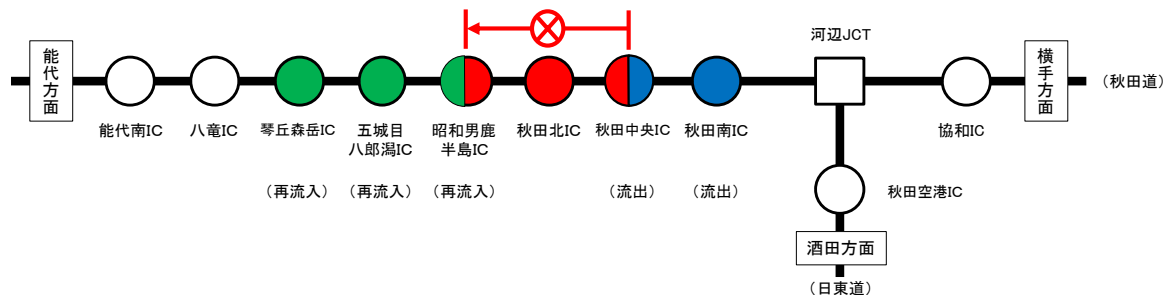 河辺JCT
能代方面
横手方面
（秋田道）
能代南IC
八竜IC
琴丘森岳IC
五城目
八郎潟IC
昭和男鹿
半島IC
秋田北IC
秋田中央IC
秋田南IC
協和IC
（再流入）
（再流入）
（再流入）
（流出）
（流出）
秋田空港IC
酒田方面
（日東道）